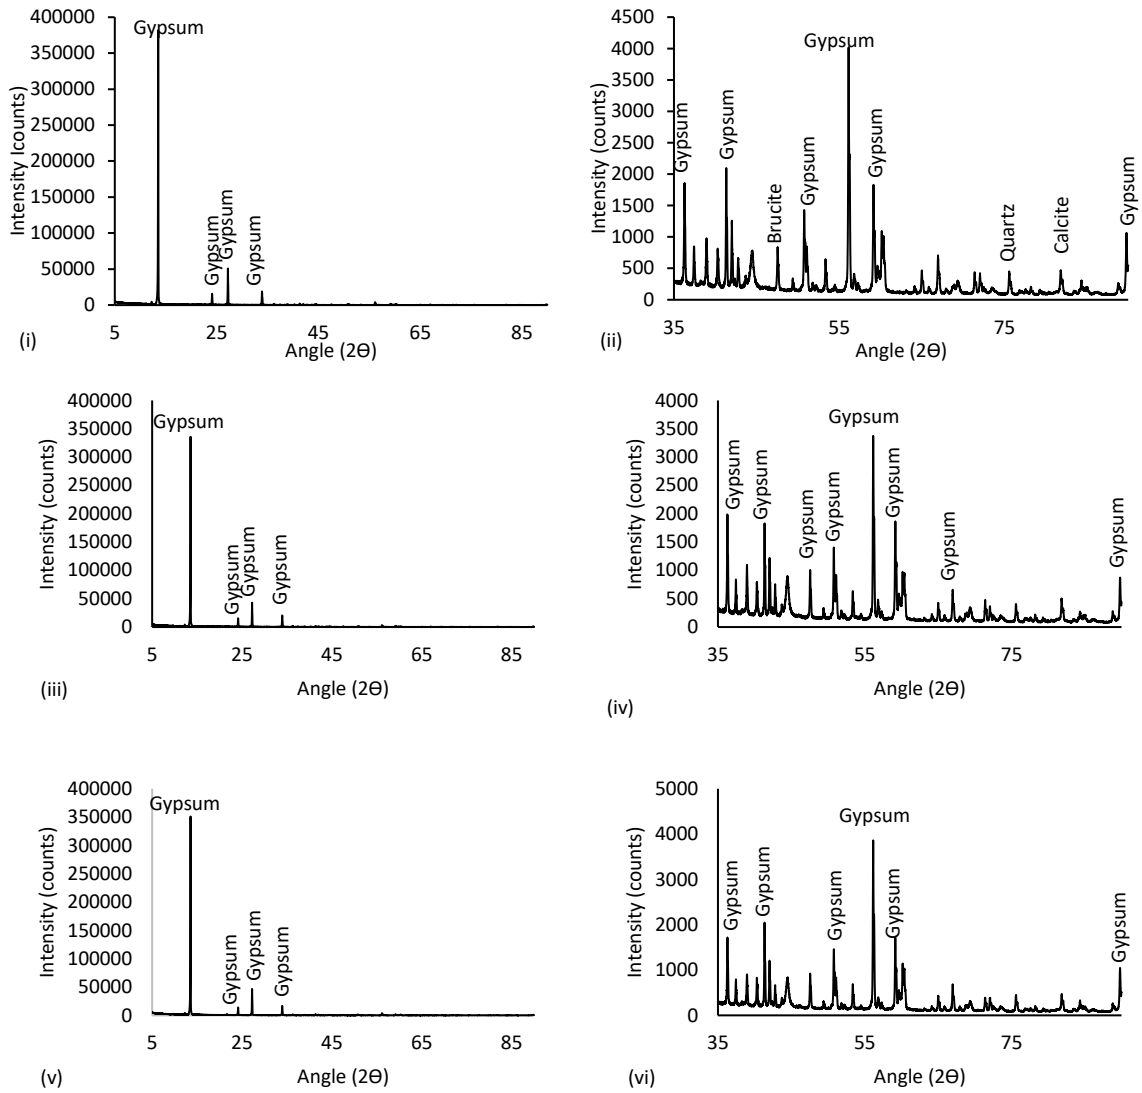 400000
350000
300000
250000
200000
150000
100000
50000
0
Intensity Icounts)
Gypsum
Gypsum
Gypsum
Gypsum
5
25
45
65
85
Angle (2Ɵ)
(i)
4500
4000
3500
3000
2500
2000
1500
1000
500
0
Intensity (counts)
Gypsum
Gypsum
Brucite
Gypsum
Gypsum
Gypsum
Quartz
Calcite
Gypsum
35
55
75
Angle (2Ɵ)
(ii)
400000
350000
300000
250000
200000
150000
100000
50000
0
Intensity (counts)
Gypsum
Gypsum
Gypsum
Gypsum
5
25
45
65
85
Angle (2Ɵ)
(iii)
4000
3500
3000
2500
2000
1500
1000
500
0
Intensity (counts)
Gypsum
Gypsum
Gypsum
Gypsum
Gypsum
Gypsum
Gypsum
Gypsum
35
55
75
Angle (2Ɵ)
(iv)
400000
350000
300000
250000
200000
150000
100000
50000
0
Intensity (counts)
Gypsum
Gypsum
Gypsum
Gypsum
5
25
45
65
85
Angle (2Ɵ)
(v)
5000
4000
3000
2000
1000
0
Intensity (counts)
Gypsum
Gypsum
Gypsum
Gypsum
Gypsum
Gypsum
35
55
75
Angle (2Ɵ)
(vi)